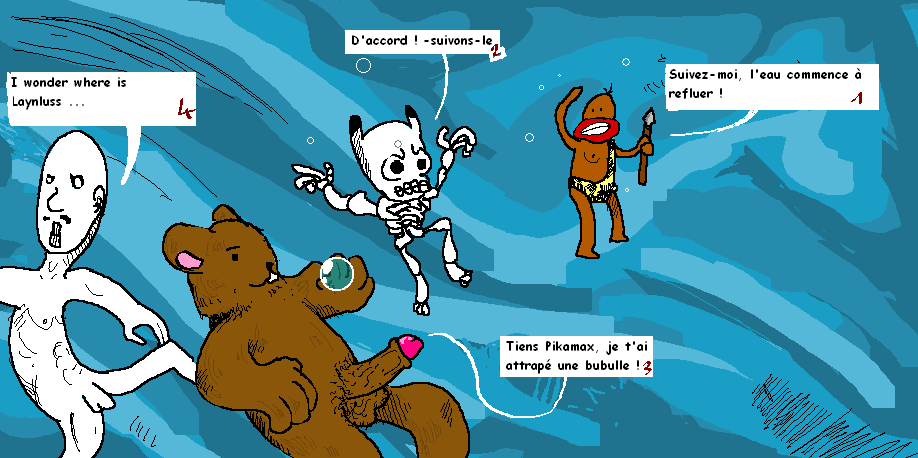 Suivez-moi, l'eau commence à
refluer !
1
D'accord ! -suivons-le
2
Tiens Pikamax, je t'ai
attrapé une bubulle !
3
I wonder where is
Laynluss ...
4